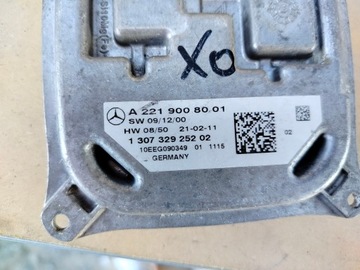 XO
A 221 900 80 01
SW 09/12/00
HW 08/50 21-02-11
1 307 329 252 02
10EEG090349 01 1115
GERMANY
02